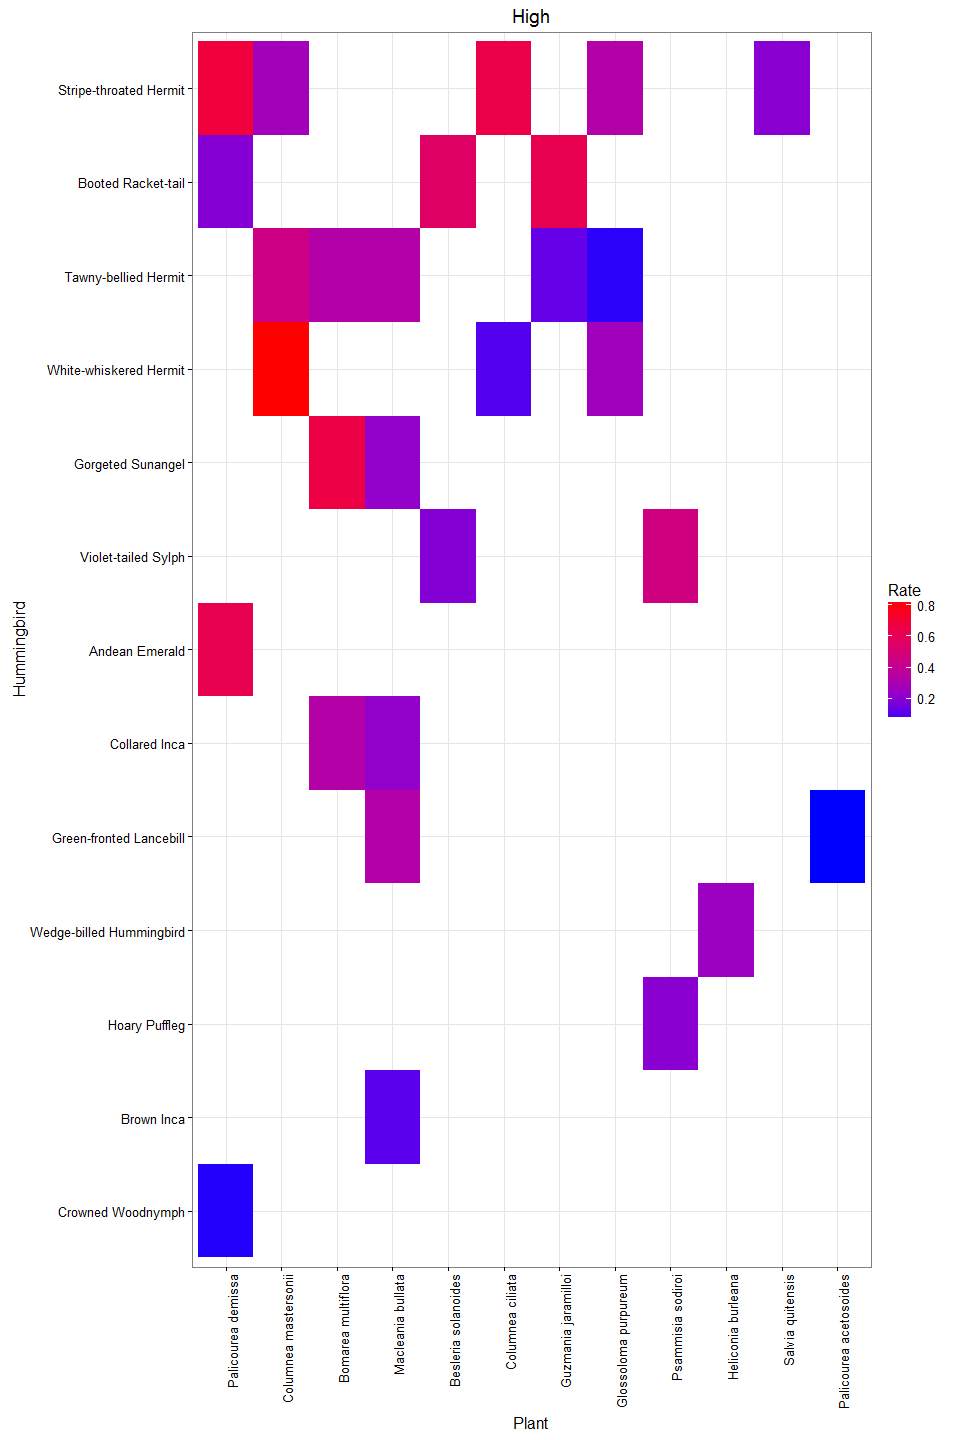 High
Stripe-throated Hermit
Booted Racket-tail
Tawny-bellied Hermit
White-whiskered Hermit
Gorgeted Sunangel
Violet-tailed Sylph
Andean Emerald
Collared Inca
Green-fronted Lancebill
Wedge-billed Hummingbird
Hoary Puffleg
Brown Inca
Crowned Woodnymph
Hummingbird
Palicourea demissa
Columnea mastersonii
Bomarea multiflora
Macleania bullata
Besleria solanoides
Columnea ciliata
Guzmania jaramilloi
Glossoloma purpureum
Psammisia sodiroi
Heliconia burleana
Salvia quitensis
Palicourea acetosoides
Plant
Rate
0.8
0.6
0.4
0.2